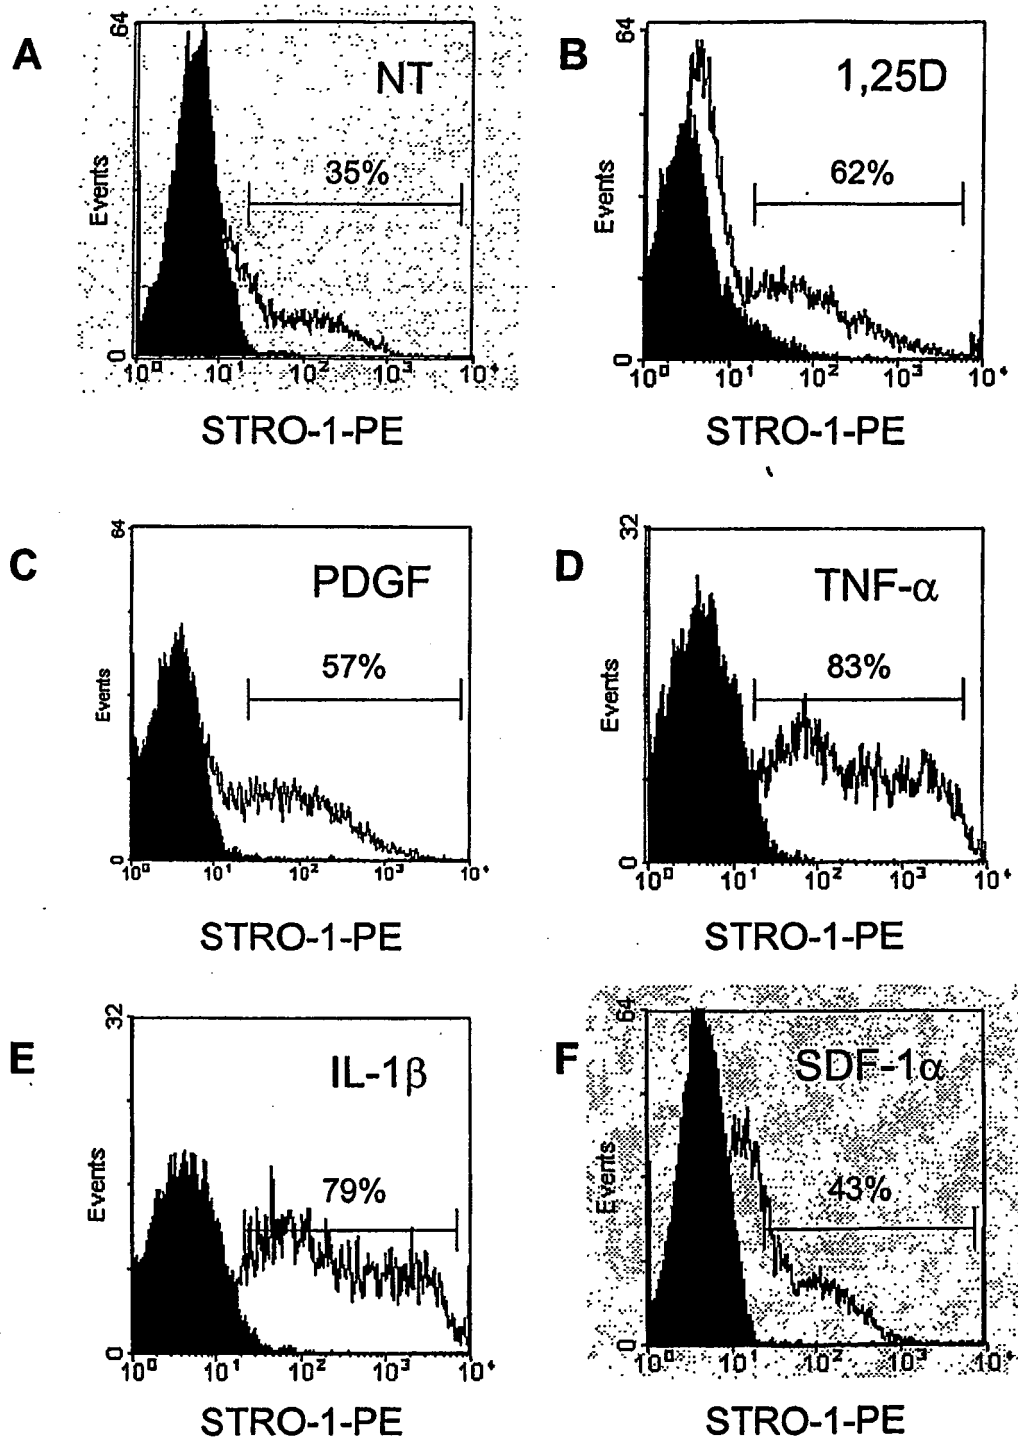 A
64
NT
35%
Events
0
10⁰ 10¹ 10² 10³ 10⁴
STRO-1-PE
B
64
1,25D
62%
Events
0
10⁰ 10¹ 10² 10³ 10⁴
STRO-1-PE
C
64
PDGF
57%
Events
0
10⁰ 10¹ 10² 10³ 10⁴
STRO-1-PE
D
32
TNF-α
83%
Events
0
10⁰ 10¹ 10² 10³ 10⁴
STRO-1-PE
E
32
IL-1β
79%
Events
0
10⁰ 10¹ 10² 10³ 10⁴
STRO-1-PE
F
64
SDF-1α
43%
Events
0
10⁰ 10¹ 10² 10³ 10⁴
STRO-1-PE